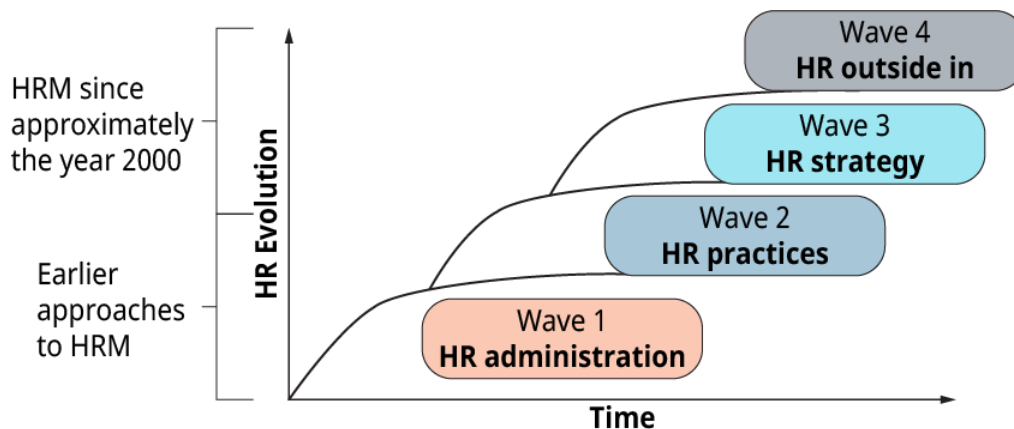 Wave 4
HR outside in
HRM since
approximately
the year 2000
Wave 3
HR strategy
HR Evolution
Wave 2
HR practices
Earlier
approaches
to HRM
Wave 1
HR administration
Time